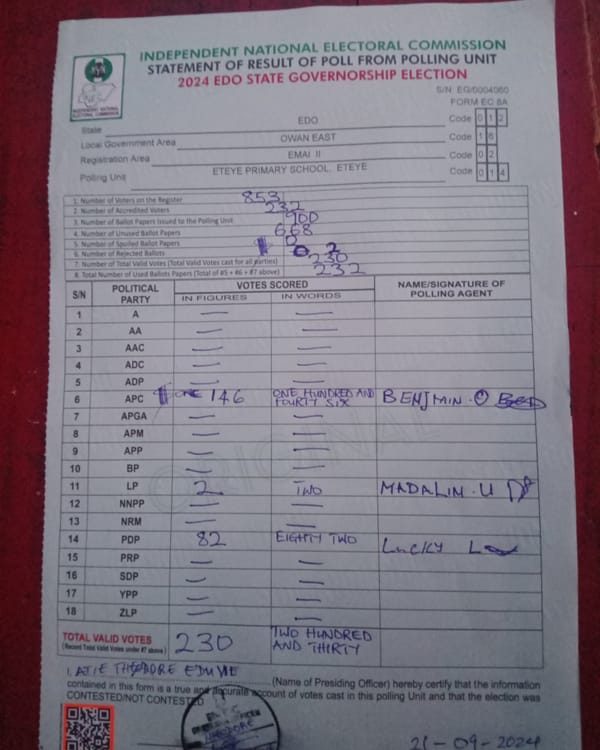 INDEPENDENT NATIONAL ELECTORAL COMMISSION
STATEMENT OF RESULT OF POLL FROM POLLING UNIT
2024 EDO STATE GOVERNORSHIP ELECTION
INDEPENDENT NATIONAL ELECTORAL COMMISSION
S/N EG/0004060
FORM EC 8A
State EDO Code 0 1 2
Local Government Area OWAN EAST Code 1 6
Registration Area EMAI II Code 0 2
Polling Unit ETEYE PRIMARY SCHOOL, ETEYE Code 0 1 4
1. Number of Voters on the Register 853
2. Number of Accredited Voters 232
3. Number of Ballot Papers Issued to the Polling Unit 900
4. Number of Unused Ballot Papers 668
5. Number of Spoiled Ballot Papers 0
6. Number of Rejected Ballots 2
7. Number of Total Valid Votes (Total Valid Votes cast for all parties) 230
8. Total Number of Used Ballots Papers (Total of #5 + #6 + #7 above) 232
S/N POLITICAL PARTY VOTES SCORED NAME/SIGNATURE OF POLLING AGENT
IN FIGURES IN WORDS
1 A — —
2 AA — —
3 AAC — —
4 ADC — —
5 ADP — —
6 APC 146 ONE HUNDRED AND FOURTY SIX BENJMIN. O
7 APGA — —
8 APM — —
9 APP — —
10 BP — —
11 LP 2 TWO MADALIN. U
12 NNPP — —
13 NRM — —
14 PDP 82 EIGHTY TWO LUCKY
15 PRP — —
16 SDP — —
17 YPP — —
18 ZLP — —
TOTAL VALID VOTES 230 TWO HUNDRED AND THIRTY
(Record Total Valid Votes under #7 above)
ORIGINAL
I, (Name of Presiding Officer) hereby certify that the information
contained in this form is a true and accurate account of votes cast in this polling Unit and that the election was
CONTESTED/NOT CONTESTED
21-09-2024